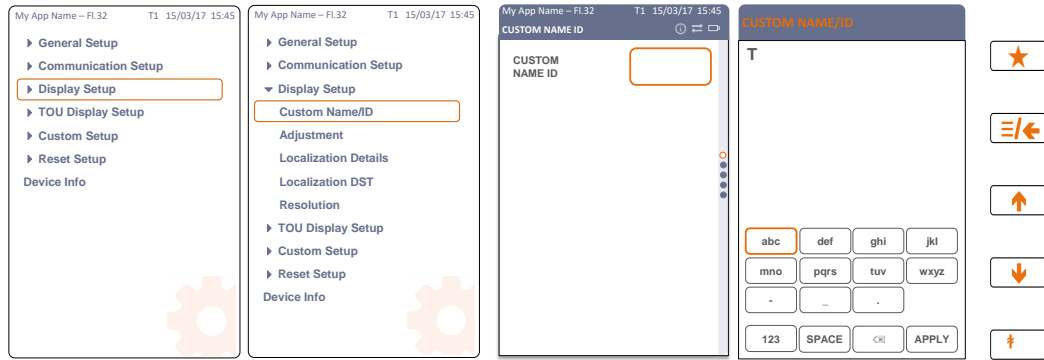 My App Name – Fl.32 T1 15/03/17 15:45
General Setup
Communication Setup
Display Setup
TOU Display Setup
Custom Setup
Reset Setup
Device Info
My App Name – Fl.32 T1 15/03/17 15:45
General Setup
Communication Setup
Display Setup
Custom Name/ID
Adjustment
Localization Details
Localization DST
Resolution
TOU Display Setup
Custom Setup
Reset Setup
Device Info
My App Name – Fl.32 T1 15/03/17 15:45
CUSTOM NAME ID
CUSTOM
NAME ID
CUSTOM NAME/ID
T
abc def ghi jkl
mno pqrs tuv wxyz
- _ .
123 SPACE APPLY